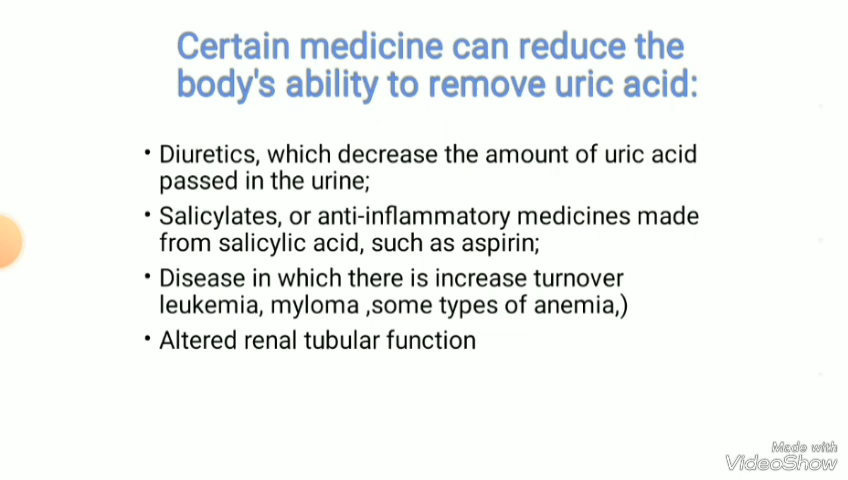 Certain medicine can reduce the
body's ability to remove uric acid:
• Diuretics, which decrease the amount of uric acid
passed in the urine;
• Salicylates, or anti-inflammatory medicines made
from salicylic acid, such as aspirin;
• Disease in which there is increase turnover
leukemia, myloma ,some types of anemia,)
• Altered renal tubular function
Made with
VideoShow